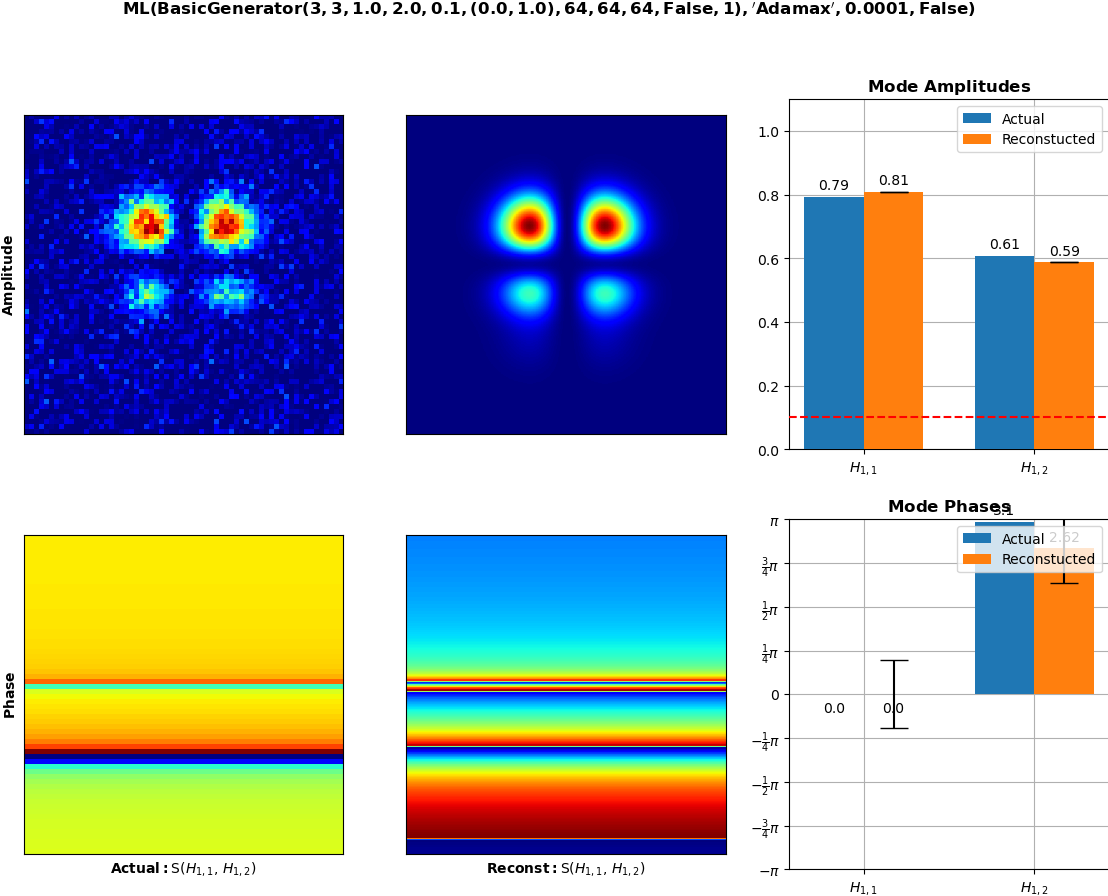 ML(BasicGenerator(3, 3, 1.0, 2.0, 0.1, (0.0, 1.0), 64, 64, 64, False, 1), ′Adamax′, 0.0001, False)
Amplitude
Mode Amplitudes
Actual
Reconstucted
1.0
0.8
0.6
0.4
0.2
0.0
0.79
0.81
0.61
0.59
H1, 1
H1, 2
Phase
Actual: S(H1, 1, H1, 2)
Reconst: S(H1, 1, H1, 2)
Mode Phases
Actual
Reconstucted
π
3/4π
1/2π
1/4π
0
−1/4π
−1/2π
−3/4π
−π
0.0
0.0
3.1
2.62
H1, 1
H1, 2